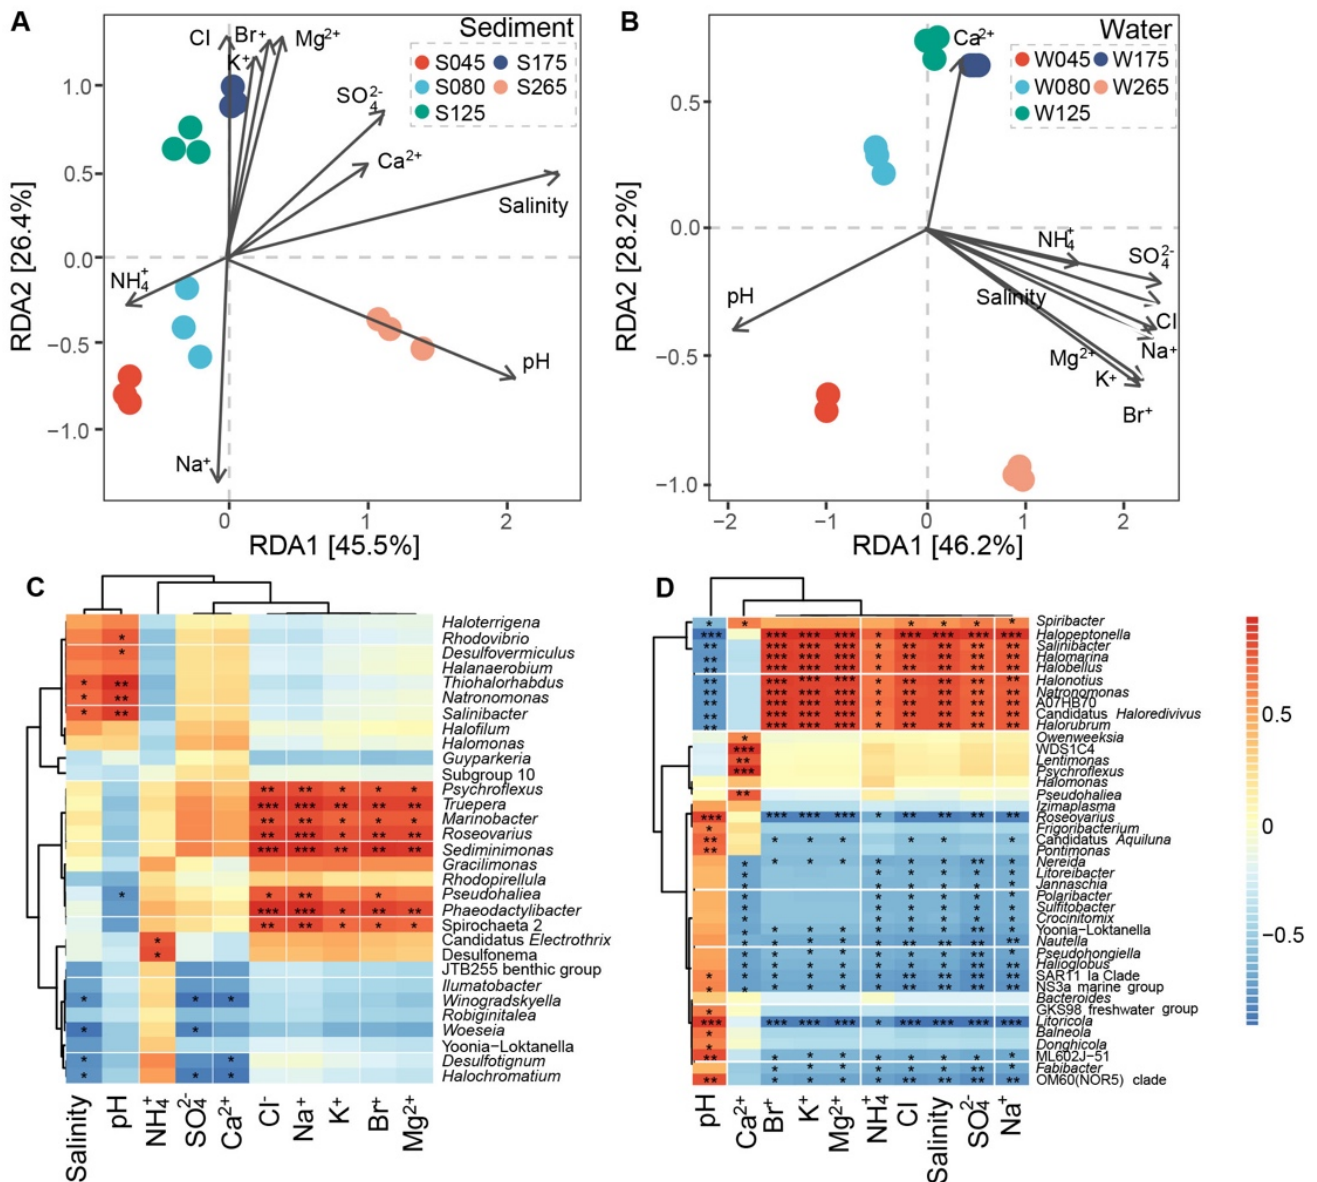 A
Sediment
S045 S175
S080 S265
S125
Cl Br+ Mg2+
K+
SO4 2-
Ca2+
Salinity
NH4+
pH
Na+
1.0
0.5
0.0
−0.5
−1.0
RDA2 [26.4%]
0 1 2
RDA1 [45.5%]
B
Water
W045 W175
W080 W265
W125
Ca2+
NH4+
SO4 2-
Salinity
Cl
Na+
Mg2+
K+
Br+
pH
0.5
0.0
−0.5
−1.0
RDA2 [28.2%]
−2 −1 0 1 2
RDA1 [46.2%]
C
Haloterrigena
Rhodovibrio
Desulfovermiculus
Halanaerobium
Thiohalorhabdus
Natronomonas
Salinibacter
Halofilum
Halomonas
Guyparkeria
Subgroup 10
Psychroflexus
Truepera
Marinobacter
Roseovarius
Sediminimonas
Gracilimonas
Rhodopirellula
Pseudohaliea
Phaeodactylibacter
Spirochaeta 2
Candidatus Electrothrix
Desulfonema
JTB255 benthic group
Ilumatobacter
Winogradskyella
Robiginitalea
Woeseia
Yoonia−Loktanella
Desulfotignum
Halochromatium
Salinity pH NH4+ SO4 2- Ca2+ Cl- Na+ K+ Br+ Mg2+
D
Spiribacter
Halopeptonella
Salinibacter
Halomarina
Halobellus
Halonotius
Natronomonas
A07HB70
Candidatus Haloredivivus
Halorubrum
Owenweeksia
WDS1C4
Lentimonas
Psychroflexus
Halomonas
Pseudohaliea
Izimaplasma
Roseovarius
Frigoribacterium
Candidatus Aquiluna
Pontimonas
Nereida
Litoreibacter
Jannaschia
Polaribacter
Sulfitobacter
Crocinitomix
Yoonia-Loktanella
Nautella
Pseudohongiella
Halioglobus
SAR11 Ia Clade
NS3a marine group
Bacteroides
GKS98 freshwater group
Litoricola
Balneola
Donghicola
ML602J−51
Fabibacter
OM60(NOR5) clade
pH Ca2+ Br+ K+ Mg2+ NH4+ Cl Salinity SO4 2- Na+
0.5
0
−0.5